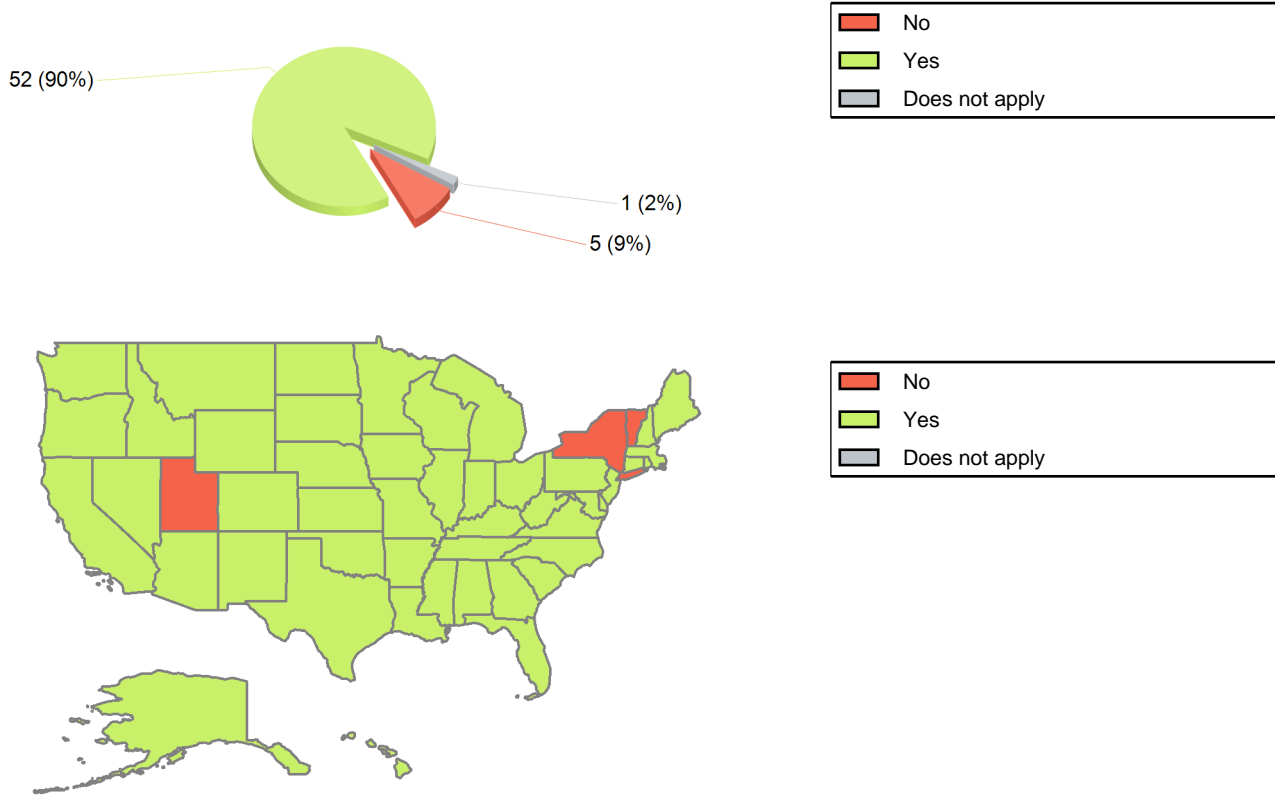 No
Yes
Does not apply
52 (90%)
1 (2%)
5 (9%)
No
Yes
Does not apply